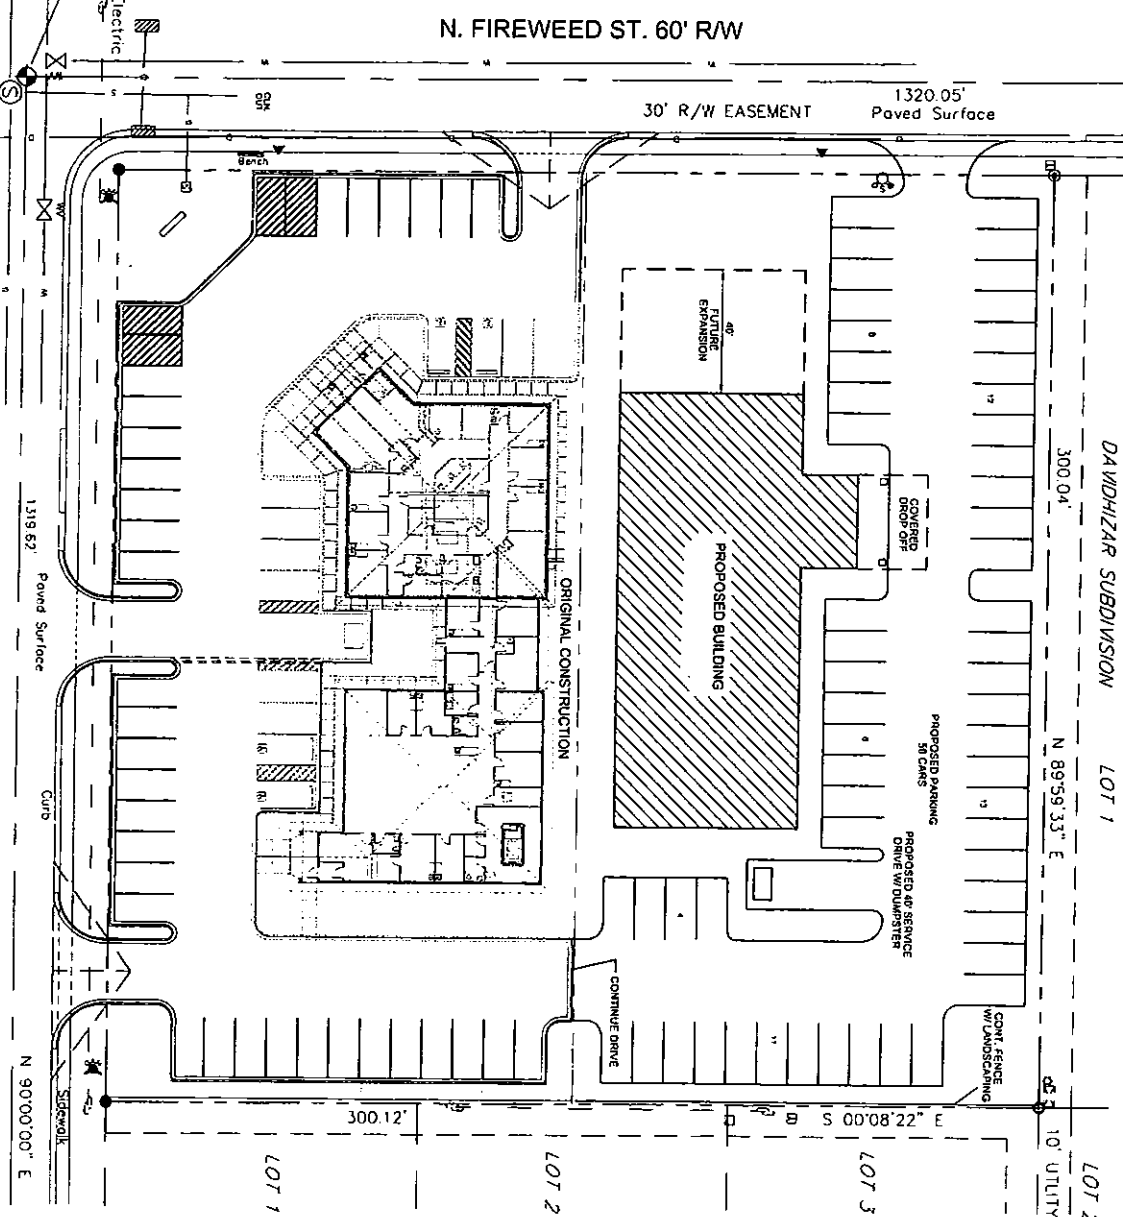 N. FIREWEED ST. 60' R/W
Electric
1320.05'
30' R/W EASEMENT
Paved Surface
Bench
WV
40'
FUTURE
EXPANSION
COVERED
DROP OFF
300.04'
DAVIDHIZAR SUBDIVISION LOT 1
N 89°59'33" E
PROPOSED BUILDING
ORIGINAL CONSTRUCTION
PROPOSED PARKING
50 CARS
PROPOSED 40' SERVICE
DRIVE W/ DUMPSTER
1319.62'
Paved Surface
Curb
CONTINUE DRIVE
CONT. FENCE
W/ LANDSCAPING
N 90°00'00" E
Sidewalk
300.12'
S 00°08'22" E
10' UTILITY
LOT 1
LOT 2
LOT 3
LOT 2
S